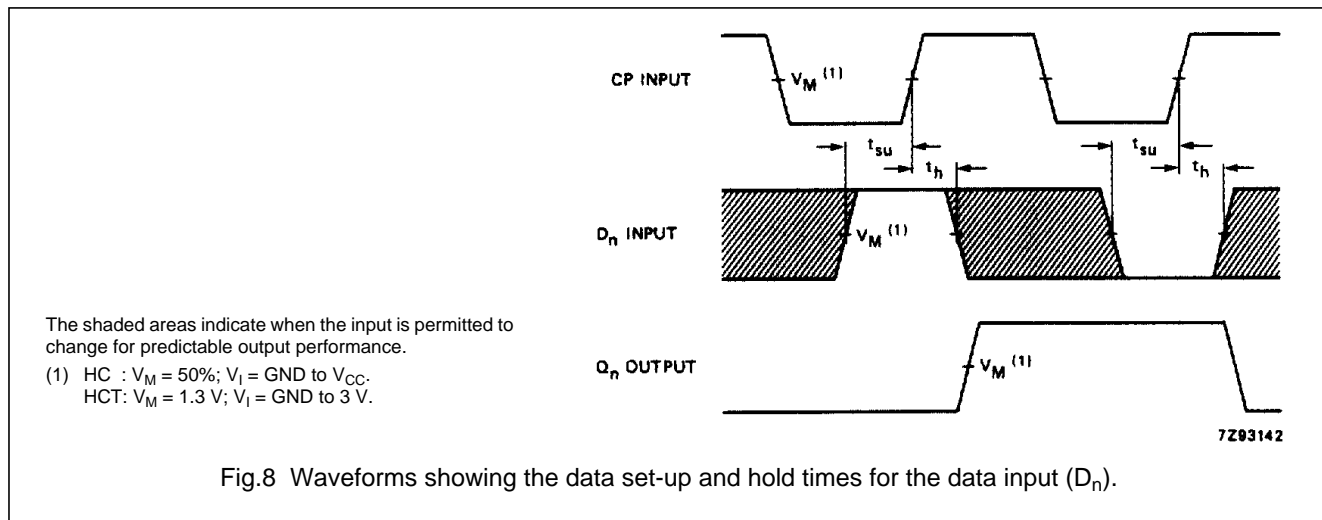 CP INPUT
V_M (1)
t_su
t_h
t_su
t_h
D_n INPUT
V_M (1)
The shaded areas indicate when the input is permitted to
change for predictable output performance.
(1) HC : V_M = 50%; V_I = GND to V_CC.
HCT: V_M = 1.3 V; V_I = GND to 3 V.
Q_n OUTPUT
V_M (1)
7Z93142
Fig.8 Waveforms showing the data set-up and hold times for the data input (D_n).